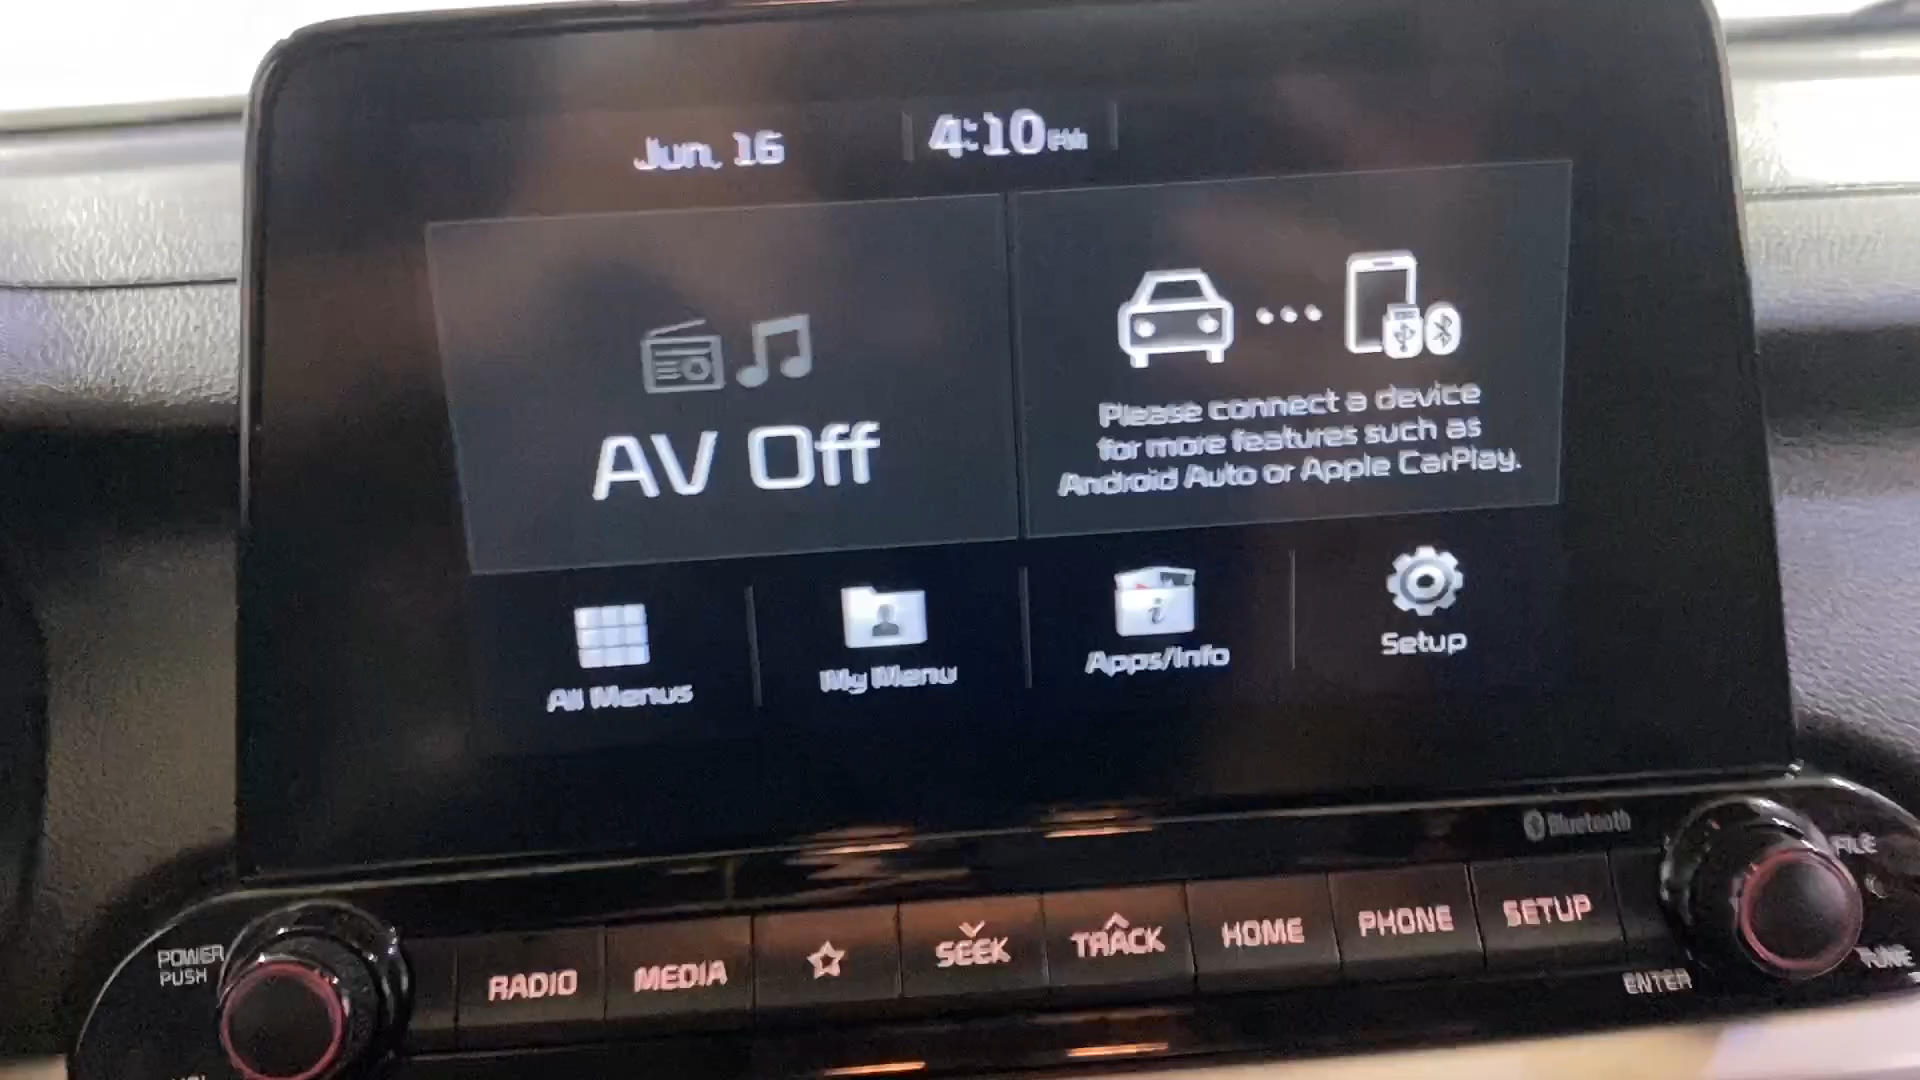 Jun. 16
4:10 PM
AV Off
Please connect a device
for more features such as
Android Auto or Apple CarPlay.
All Menus
My Menu
Apps/Info
Setup
Bluetooth
POWER
PUSH
RADIO
MEDIA
SEEK
TRACK
HOME
PHONE
SETUP
FILE
TUNE
ENTER